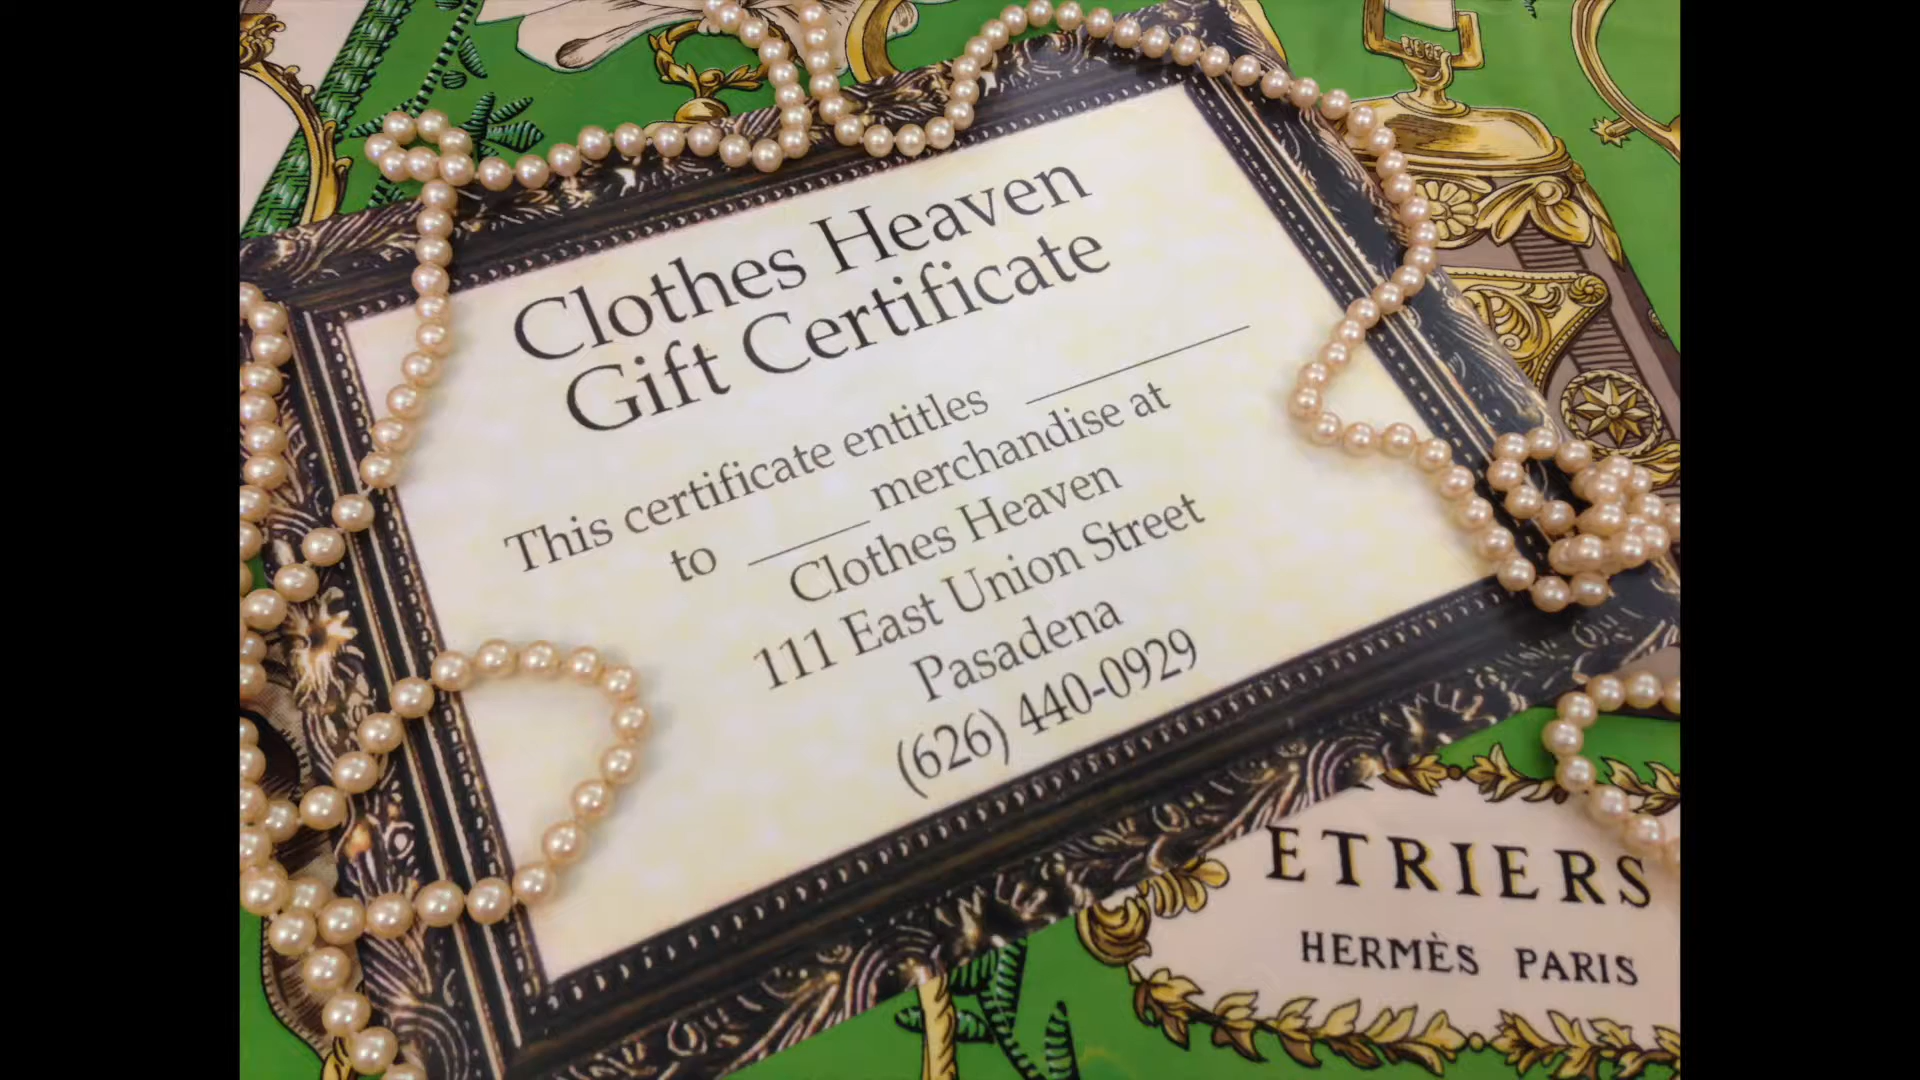 Clothes Heaven
Gift Certificate
This certificate entitles
to merchandise at
Clothes Heaven
111 East Union Street
Pasadena
(626) 440-0929
ETRIERS
HERMÈS PARIS